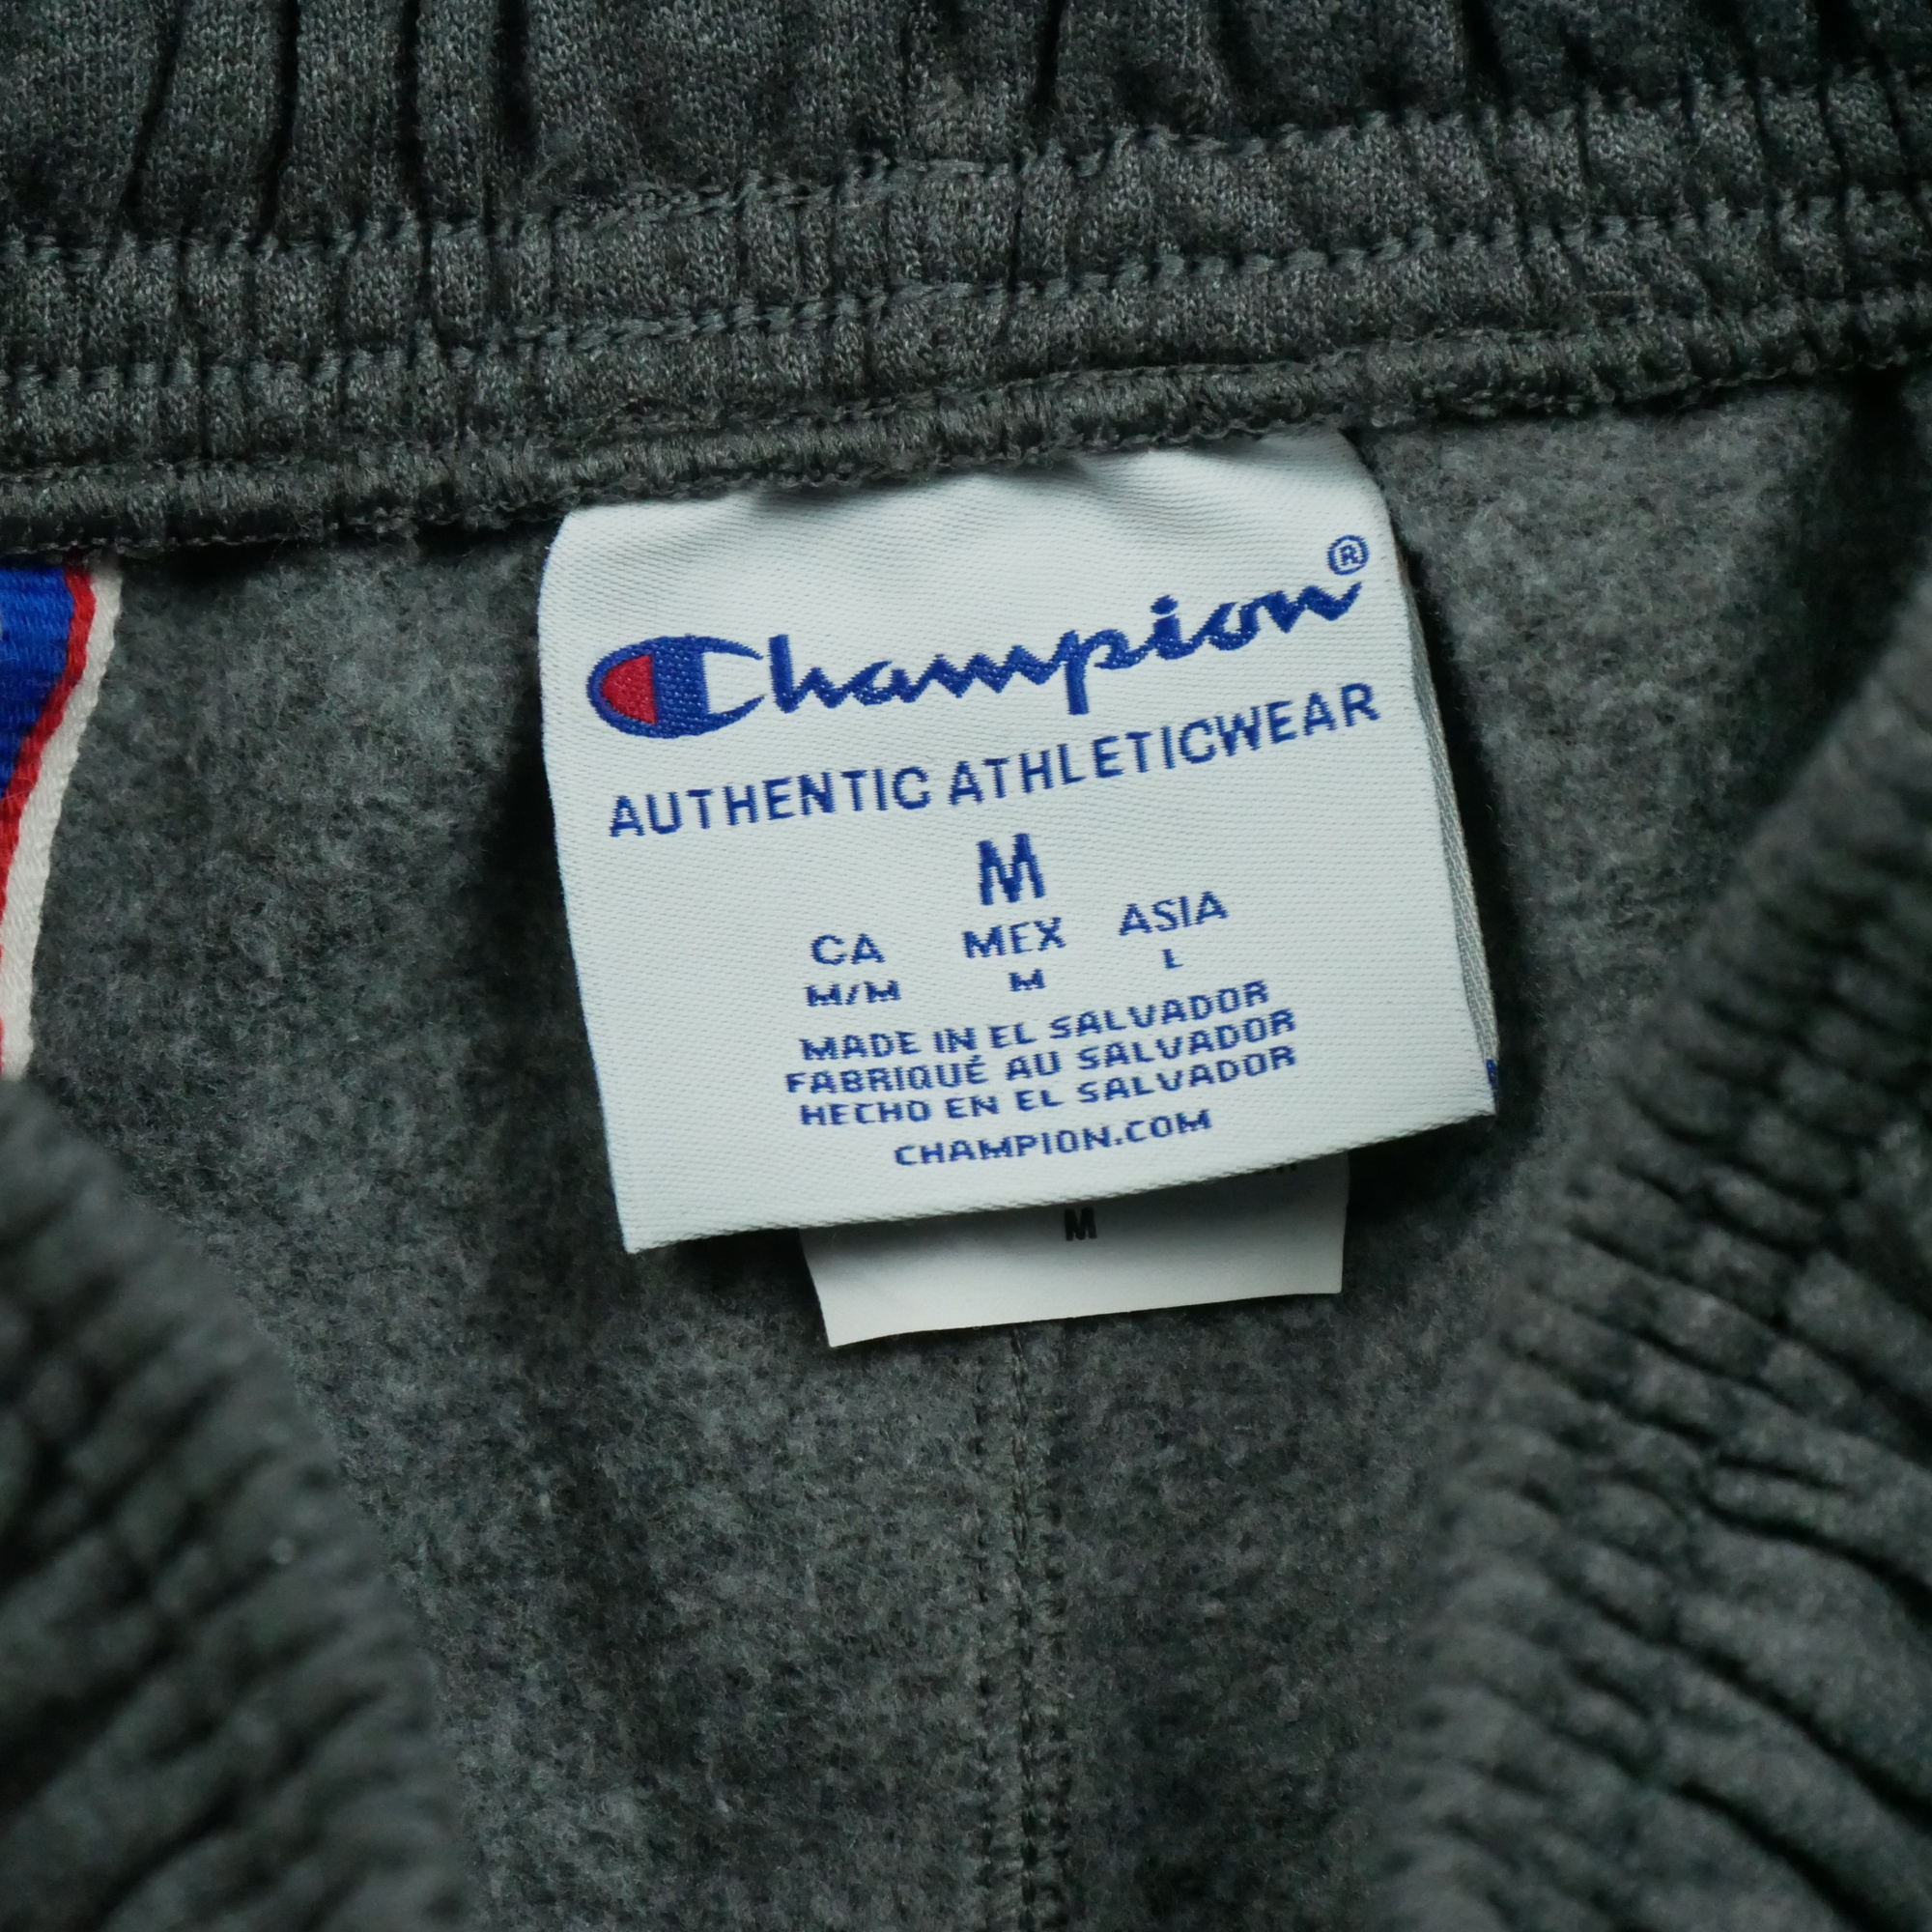 Champion®
AUTHENTIC ATHLETICWEAR
M
CA MEX ASIA
M/M M L
MADE IN EL SALVADOR
FABRIQUÉ AU SALVADOR
HECHO EN EL SALVADOR
CHAMPION.COM
M